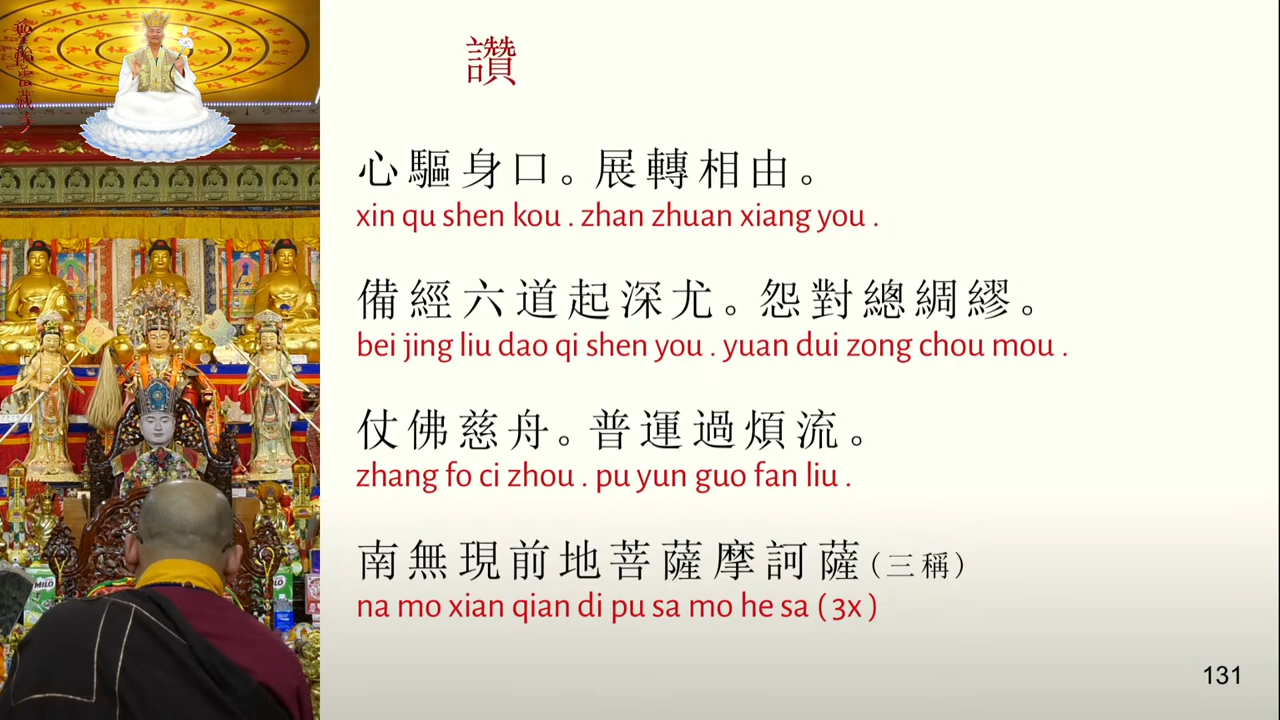 讚
心驅身口。展轉相由。
xin qu shen kou . zhan zhuan xiang you .
備經六道起深尤。怨對總綢繆。
bei jing liu dao qi shen you . yuan dui zong chou mou .
仗佛慈舟。普運過煩流。
zhang fo ci zhou . pu yun guo fan liu .
南無現前地菩薩摩訶薩(三稱)
na mo xian qian di pu sa mo he sa ( 3x )
131
MILO
MILO